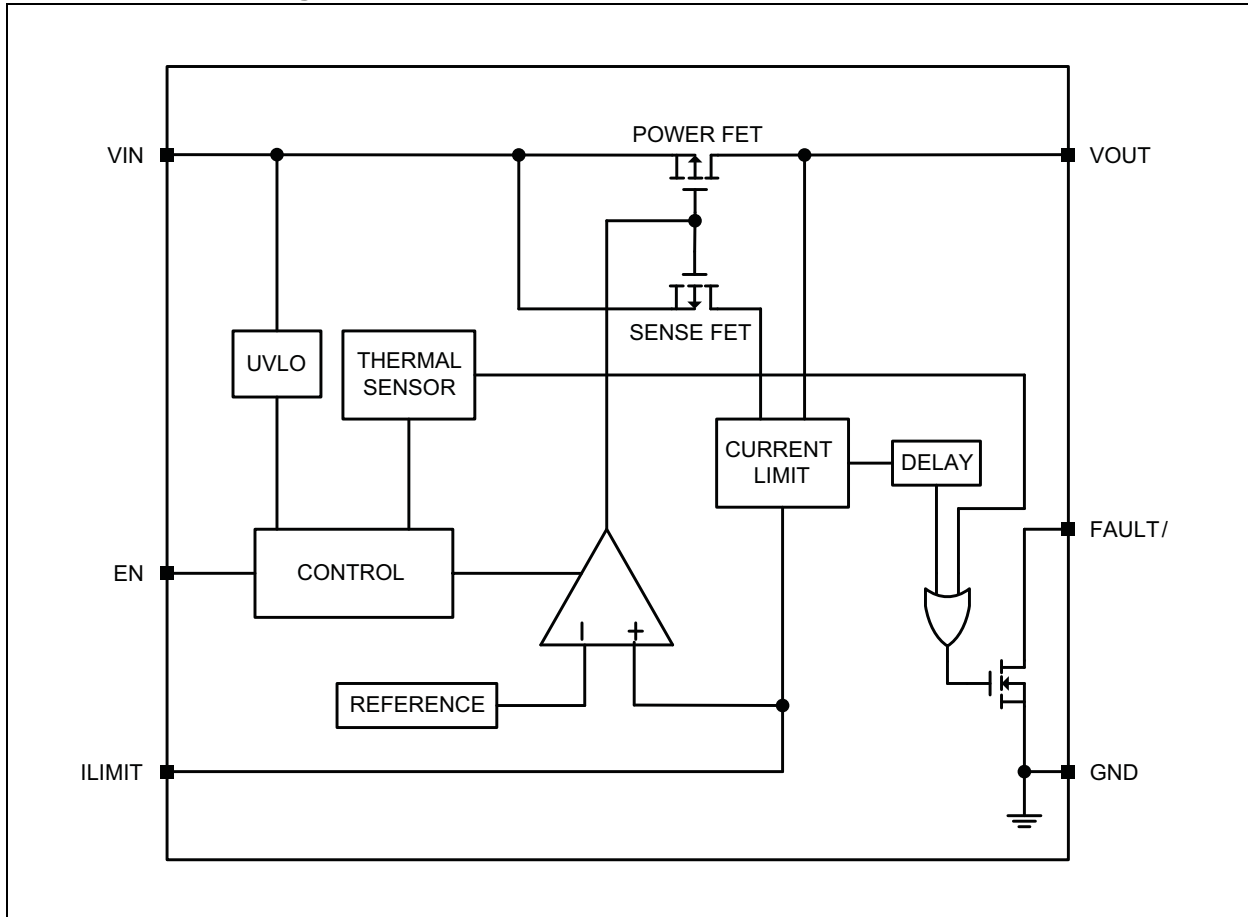 POWER FET
VIN
VOUT
SENSE FET
UVLO
THERMAL
SENSOR
CURRENT
LIMIT
DELAY
FAULT/
EN
CONTROL
− +
REFERENCE
ILIMIT
GND